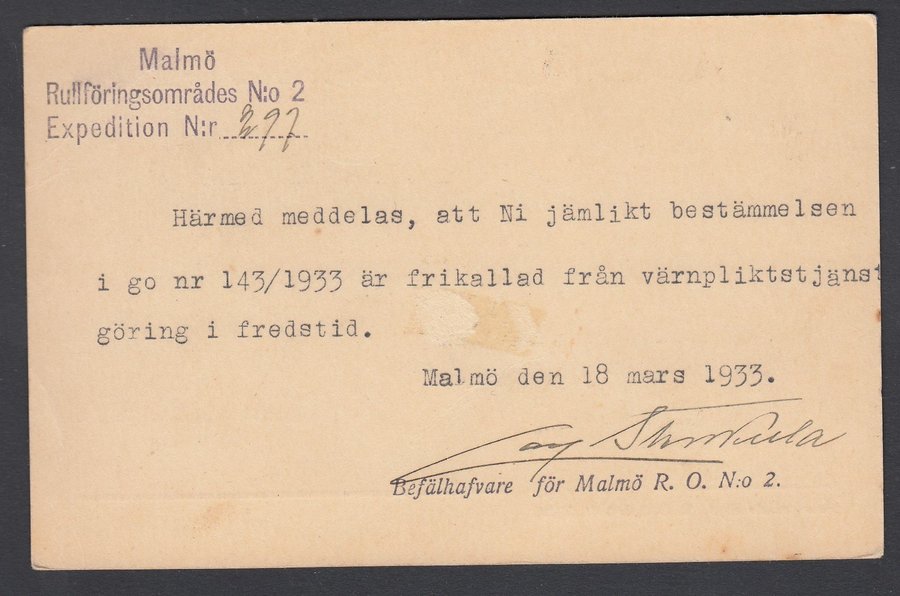 Malmö
Rullföringsområdes N:o 2
Expedition N:r 397
Härmed meddelas, att Ni jämlikt bestämmelsen
i go nr 143/1933 är frikallad från värnpliktstjänst
göring i fredstid.
Malmö den 18 mars 1933.
Befälhafvare för Malmö R. O. N:o 2.